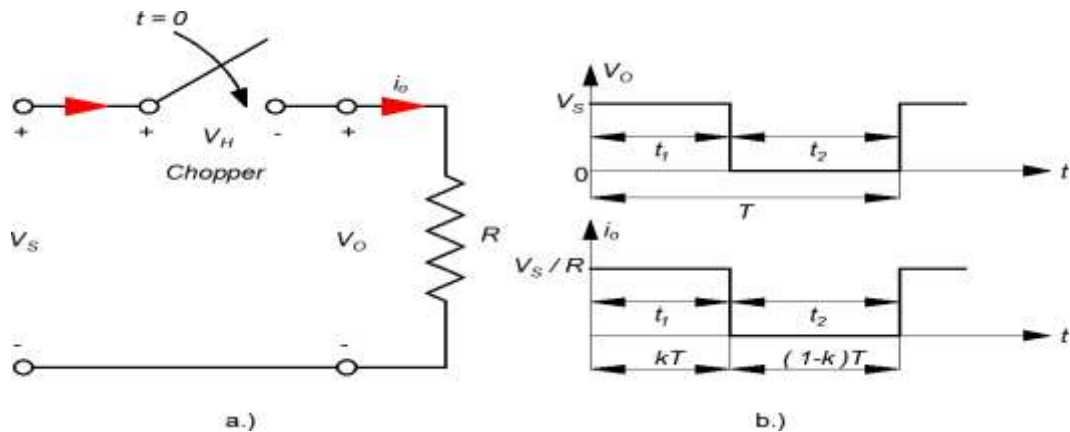 t = 0
i_o
+ + - +
V_H
Chopper
V_S
V_O
R
- -
a.)
V_O
V_S
t_1 t_2
0
t
T
i_o
V_S / R
t_1 t_2
t
kT (1-k)T
b.)